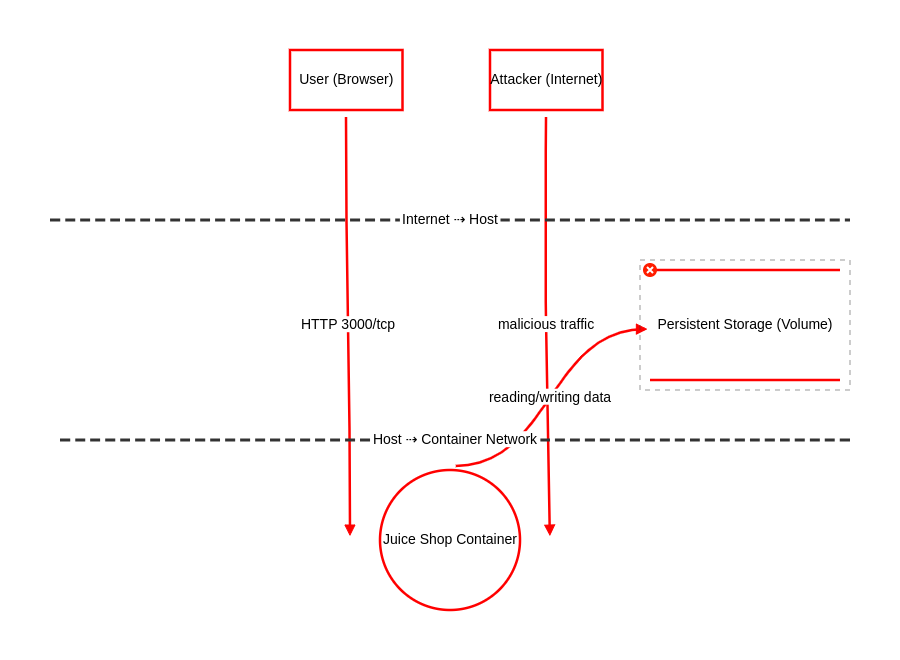 User (Browser)
Attacker (Internet)
Internet ⇢ Host
HTTP 3000/tcp
malicious traffic
Persistent Storage (Volume)
reading/writing data
Host ⇢ Container Network
Juice Shop Container